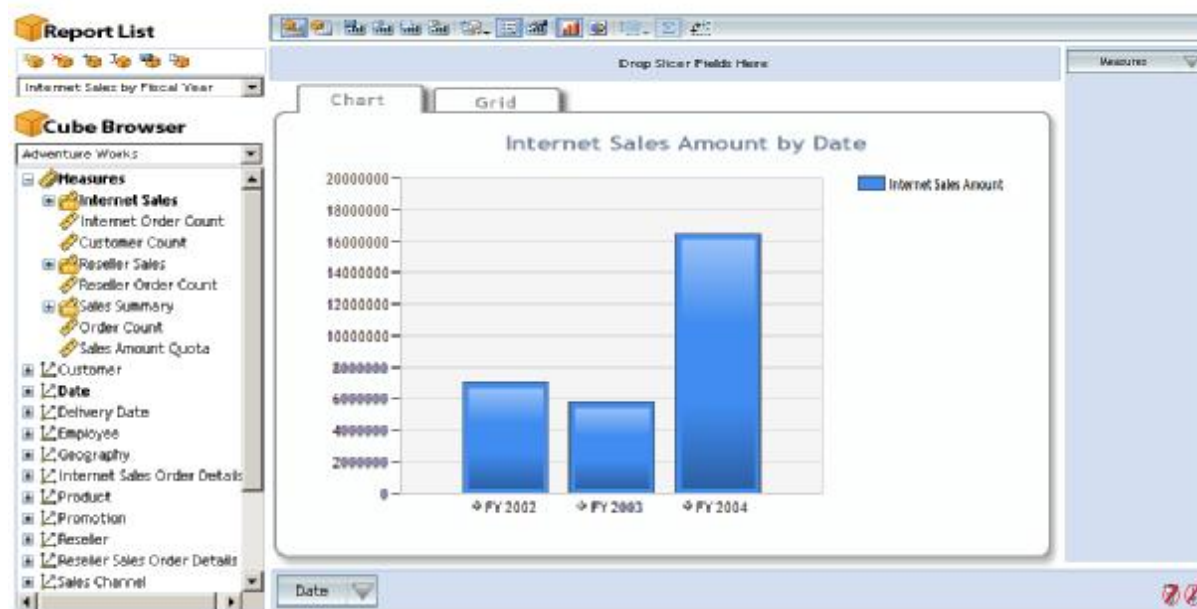 Report List
Internet Sales by Fiscal Year
Cube Browser
Adventure Works
Measures
Internet Sales
Internet Order Count
Customer Count
Reseller Sales
Reseller Order Count
Sales Summary
Order Count
Sales Amount Quota
Customer
Date
Delivery Date
Employee
Geography
Internet Sales Order Details
Product
Promotion
Reseller
Reseller Sales Order Details
Sales Channel
Drop Slicer Fields Here
Measures
Chart
Grid
Internet Sales Amount by Date
20000000
18000000
16000000
14000000
12000000
10000000
8000000
6000000
4000000
2000000
0
FY 2002
FY 2003
FY 2004
Internet Sales Amount
Date